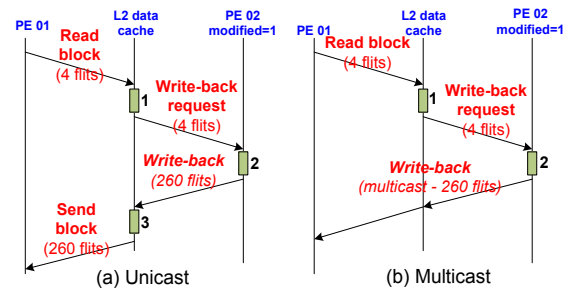 PE 01
L2 data
cache
PE 02
modified=1
Read
block
(4 flits)
1
Write-back
request
(4 flits)
2
Write-back
(260 flits)
3
Send
block
(260 flits)
(a) Unicast
PE 01
L2 data
cache
PE 02
modified=1
Read block
(4 flits)
1
Write-back
request
(4 flits)
2
Write-back
(multicast - 260 flits)
(b) Multicast